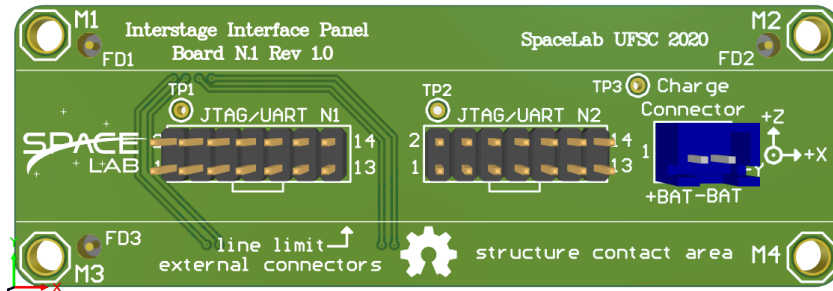 M1
Interstage Interface Panel
Board N.1 Rev 1.0
FD1
SpaceLab UFSC 2020
M2
FD2
TP1
JTAG/UART N1
TP2
JTAG/UART N2
TP3
Charge
Connector
2
14
1
13
2
14
1
13
1
+Z
+X
-Y
+BAT-BAT
SPACE
LAB
FD3
M3
line limit
external connectors
structure contact area
M4
Y
X